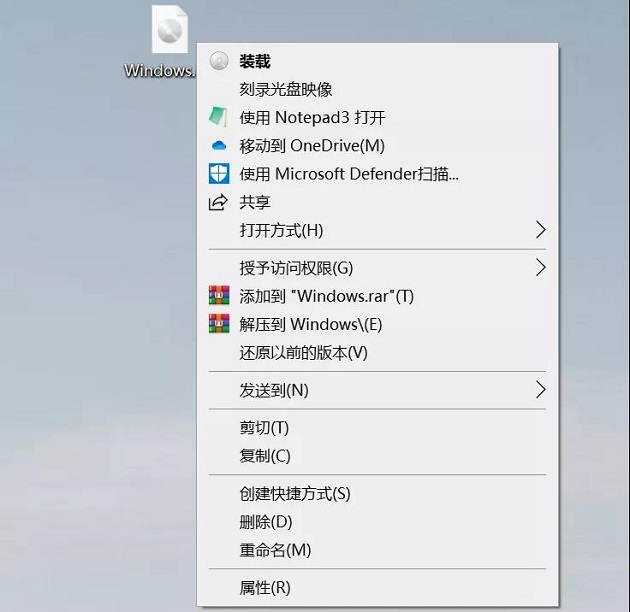 Windows.
装载
刻录光盘映像
使用 Notepad3 打开
移动到 OneDrive(M)
使用 Microsoft Defender扫描...
共享
打开方式(H)
授予访问权限(G)
添加到 "Windows.rar"(T)
解压到 Windows\(E)
还原以前的版本(V)
发送到(N)
剪切(T)
复制(C)
创建快捷方式(S)
删除(D)
重命名(M)
属性(R)